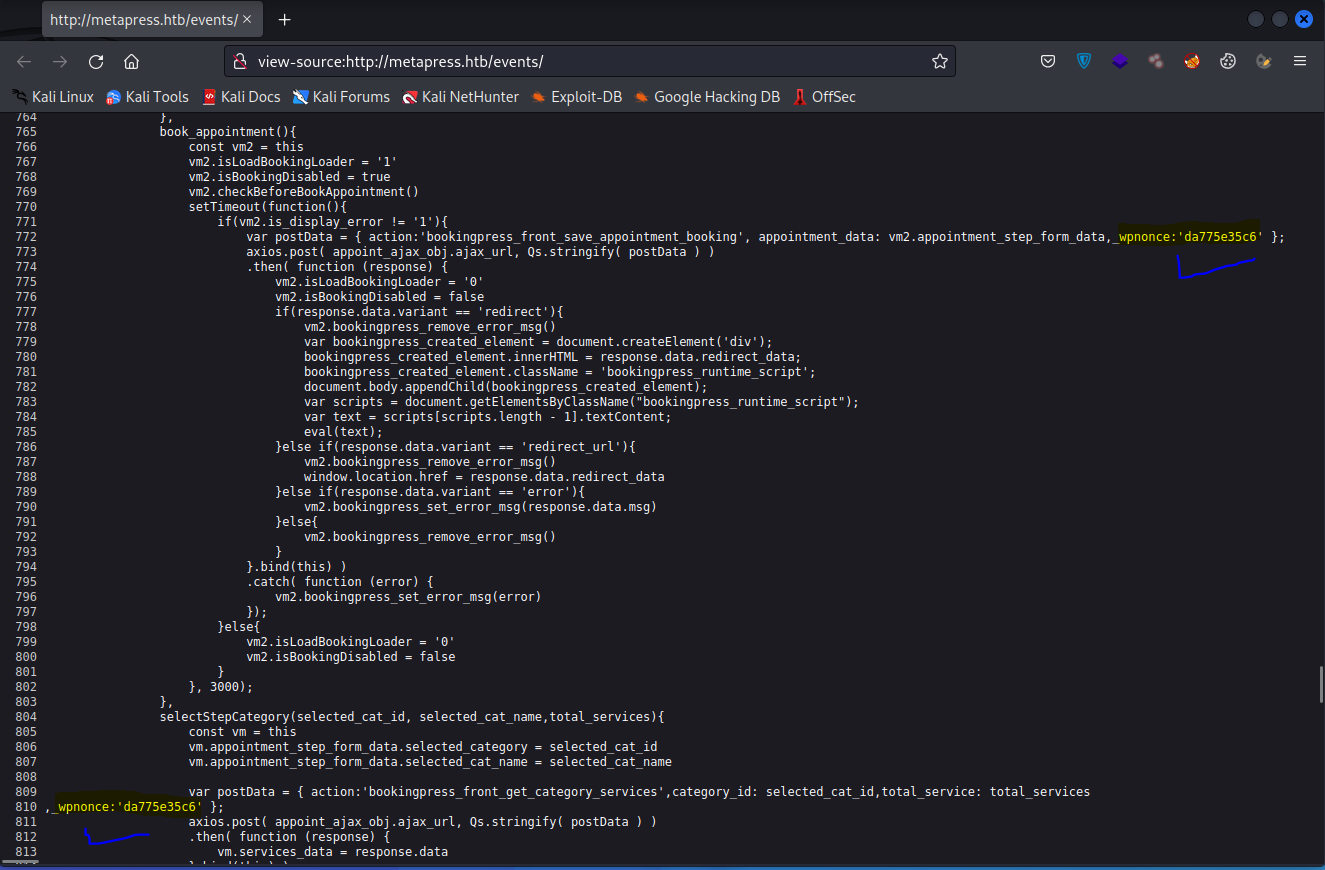 http://metapress.htb/events/
view-source:http://metapress.htb/events/
Kali Linux Kali Tools Kali Docs Kali Forums Kali NetHunter Exploit-DB Google Hacking DB OffSec
764 },
765 book_appointment(){
766 const vm2 = this
767 vm2.isLoadBookingLoader = '1'
768 vm2.isBookingDisabled = true
769 vm2.checkBeforeBookAppointment()
770 setTimeout(function(){
771 if(vm2.is_display_error != '1'){
772 var postData = { action:'bookingpress_front_save_appointment_booking', appointment_data: vm2.appointment_step_form_data,_wpnonce:'da775e35c6' };
773 axios.post( appoint_ajax_obj.ajax_url, Qs.stringify( postData ) )
774 .then( function (response) {
775 vm2.isLoadBookingLoader = '0'
776 vm2.isBookingDisabled = false
777 if(response.data.variant == 'redirect'){
778 vm2.bookingpress_remove_error_msg()
779 var bookingpress_created_element = document.createElement('div');
780 bookingpress_created_element.innerHTML = response.data.redirect_data;
781 bookingpress_created_element.className = 'bookingpress_runtime_script';
782 document.body.appendChild(bookingpress_created_element);
783 var scripts = document.getElementsByClassName("bookingpress_runtime_script");
784 var text = scripts[scripts.length - 1].textContent;
785 eval(text);
786 }else if(response.data.variant == 'redirect_url'){
787 vm2.bookingpress_remove_error_msg()
788 window.location.href = response.data.redirect_data
789 }else if(response.data.variant == 'error'){
790 vm2.bookingpress_set_error_msg(response.data.msg)
791 }else{
792 vm2.bookingpress_remove_error_msg()
793 }
794 }.bind(this) )
795 .catch( function (error) {
796 vm2.bookingpress_set_error_msg(error)
797 });
798 }else{
799 vm2.isLoadBookingLoader = '0'
800 vm2.isBookingDisabled = false
801 }
802 }, 3000);
803 },
804 selectStepCategory(selected_cat_id, selected_cat_name,total_services){
805 const vm = this
806 vm.appointment_step_form_data.selected_category = selected_cat_id
807 vm.appointment_step_form_data.selected_cat_name = selected_cat_name
808
809 var postData = { action:'bookingpress_front_get_category_services',category_id: selected_cat_id,total_service: total_services
810 ,_wpnonce:'da775e35c6' };
811 axios.post( appoint_ajax_obj.ajax_url, Qs.stringify( postData ) )
812 .then( function (response) {
813 vm.services_data = response.data